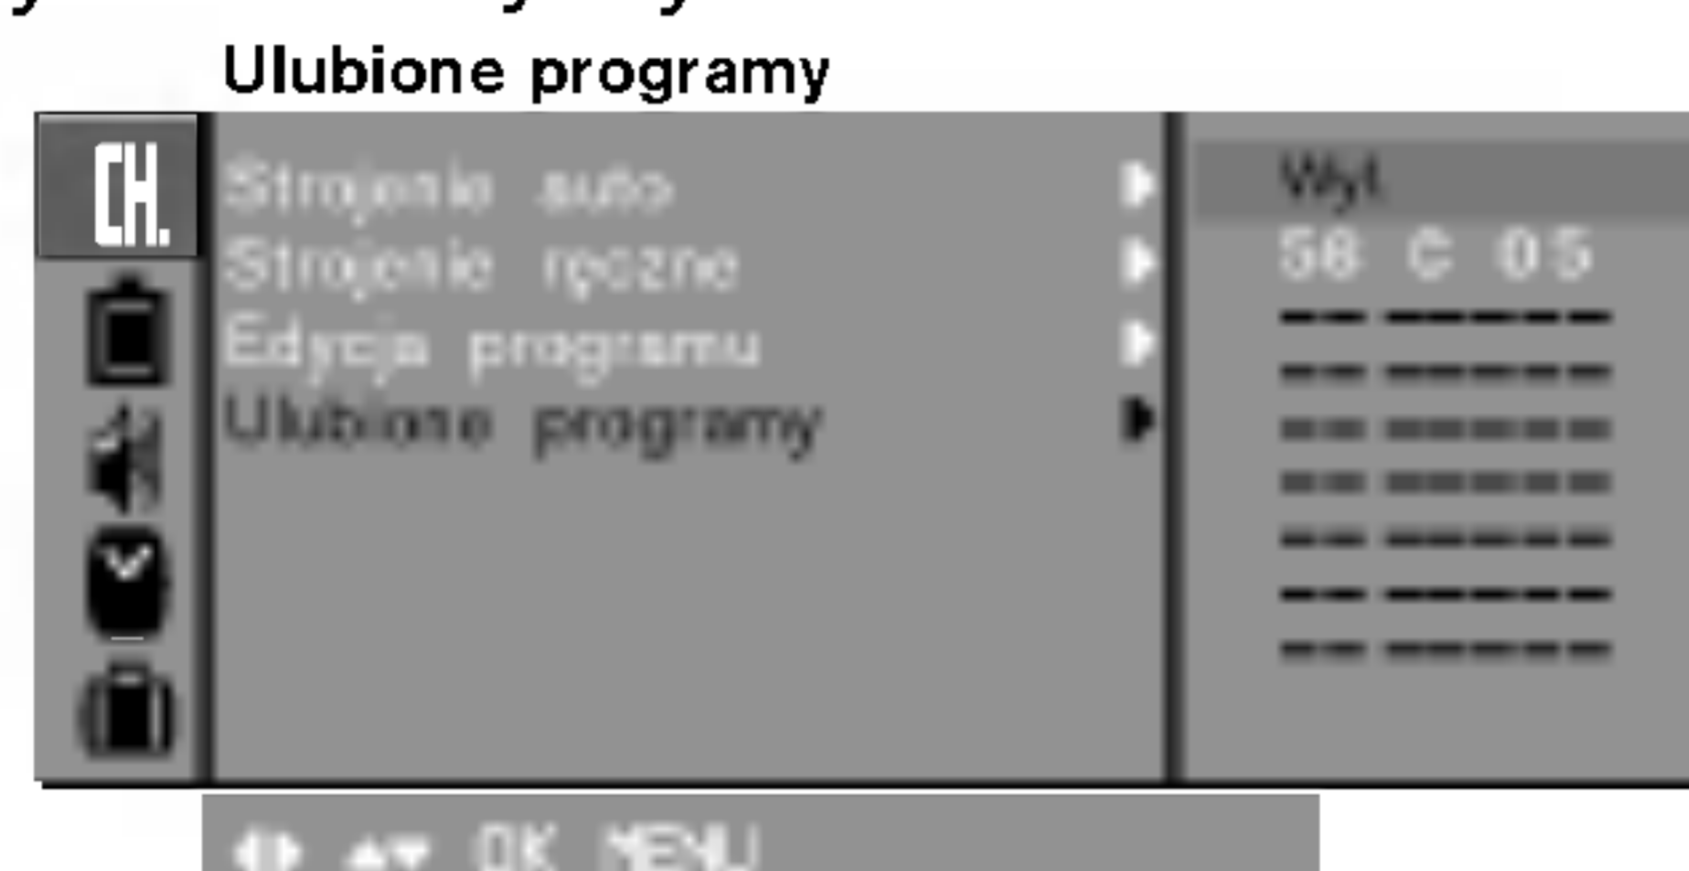 Ulubione programy
CH.
Strojenie auto
Strojenie ręczne
Edycja programu
Ulubione programy
Wył.
58 C 05
-- ------
-- ------
-- ------
-- ------
-- ------
-- ------
-- ------
OK MENU